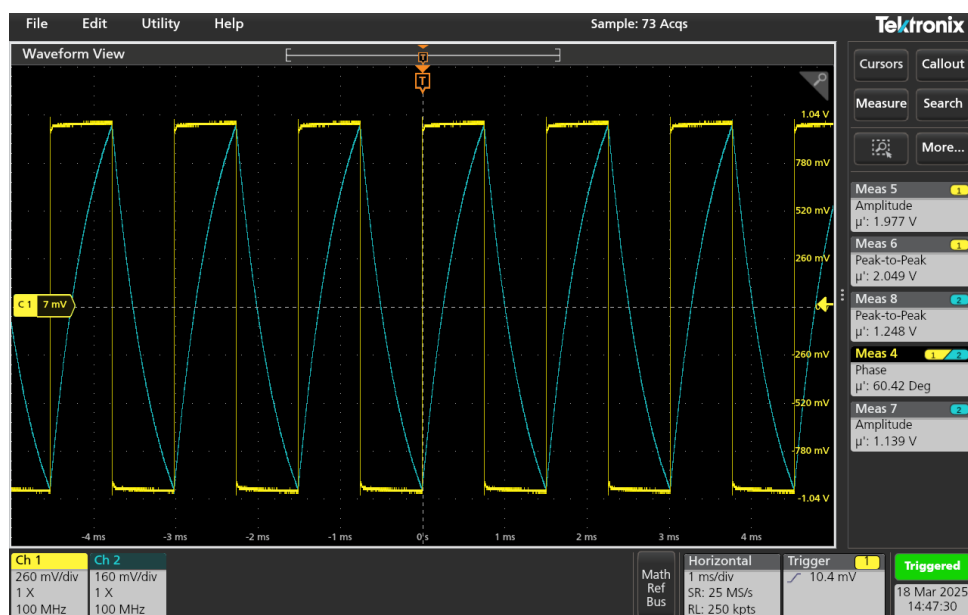 File Edit Utility Help Sample: 73 Acqs Tektronix
Waveform View
T
T
Cursors Callout
Measure Search
More...
1.04 V
780 mV
520 mV
260 mV
C 1 7 mV
-260 mV
-520 mV
-780 mV
-1.04 V
-4 ms -3 ms -2 ms -1 ms 0 s 1 ms 2 ms 3 ms 4 ms
Meas 5 1
Amplitude
µ': 1.977 V
Meas 6 1
Peak-to-Peak
µ': 2.049 V
Meas 8 2
Peak-to-Peak
µ': 1.248 V
Meas 4 1 2
Phase
µ': 60.42 Deg
Meas 7 2
Amplitude
µ': 1.139 V
Ch 1
260 mV/div
1 X
100 MHz
Ch 2
160 mV/div
1 X
100 MHz
Math
Ref
Bus
Horizontal
1 ms/div
SR: 25 MS/s
RL: 250 kpts
Trigger 1
10.4 mV
Triggered
18 Mar 2025
14:47:30